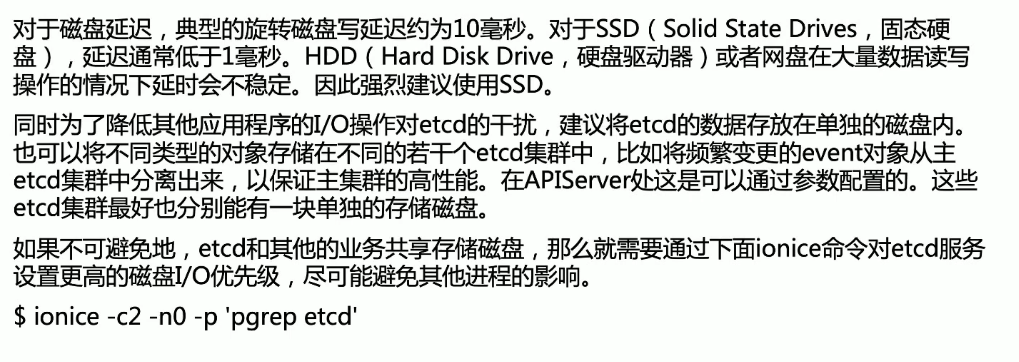 对于磁盘延迟，典型的旋转磁盘写延迟约为10毫秒。对于SSD（Solid State Drives，固态硬
盘），延迟通常低于1毫秒。HDD（Hard Disk Drive，硬盘驱动器）或者网盘在大量数据读写
操作的情况下延时会不稳定。因此强烈建议使用SSD。
同时为了降低其他应用程序的I/O操作对etcd的干扰，建议将etcd的数据存放在单独的磁盘内。
也可以将不同类型的对象存储在不同的若干个etcd集群中，比如将频繁变更的event对象从主
etcd集群中分离出来，以保证主集群的高性能。在APIServer处这是可以通过参数配置的。这些
etcd集群最好也分别能有一块单独的存储磁盘。
如果不可避免地，etcd和其他的业务共享存储磁盘，那么就需要通过下面ionice命令对etcd服务
设置更高的磁盘I/O优先级，尽可能避免其他进程的影响。
$ ionice -c2 -n0 -p 'pgrep etcd'